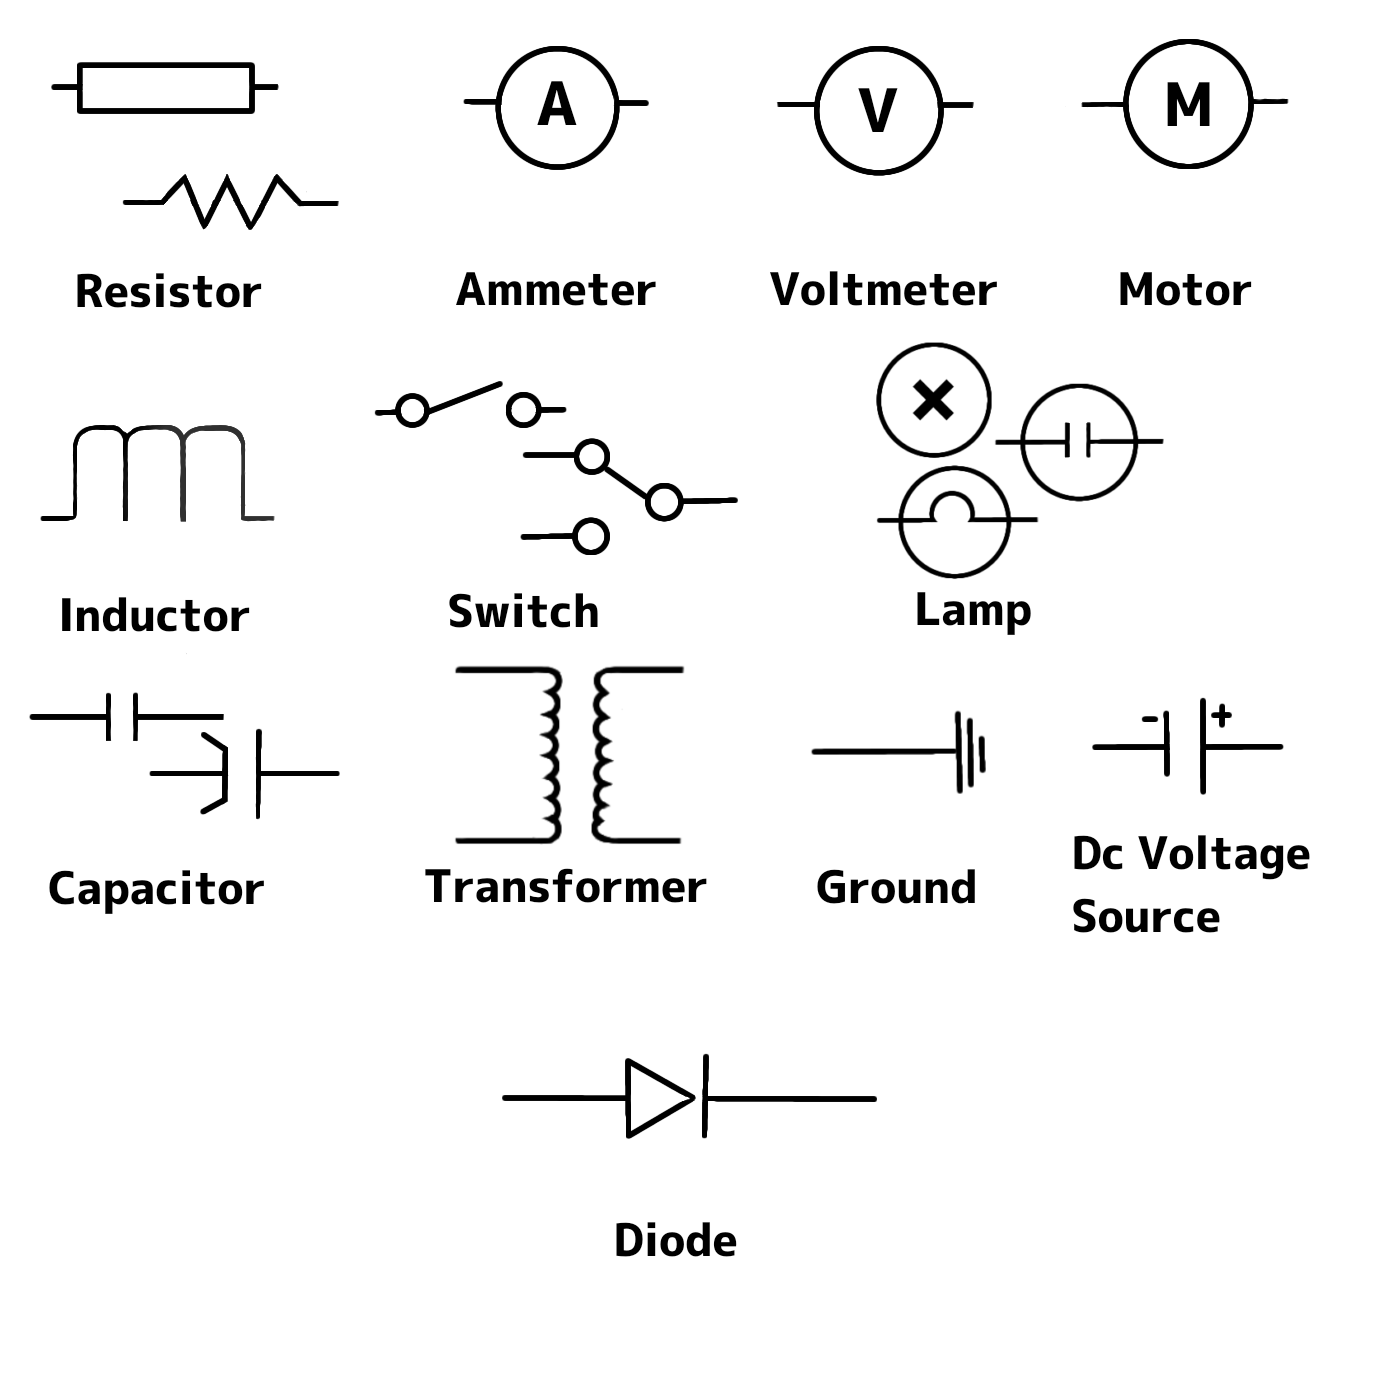 A
V
M
Resistor
Ammeter
Voltmeter
Motor
Inductor
Switch
Lamp
- +
Capacitor
Transformer
Ground
Dc Voltage
Source
Diode